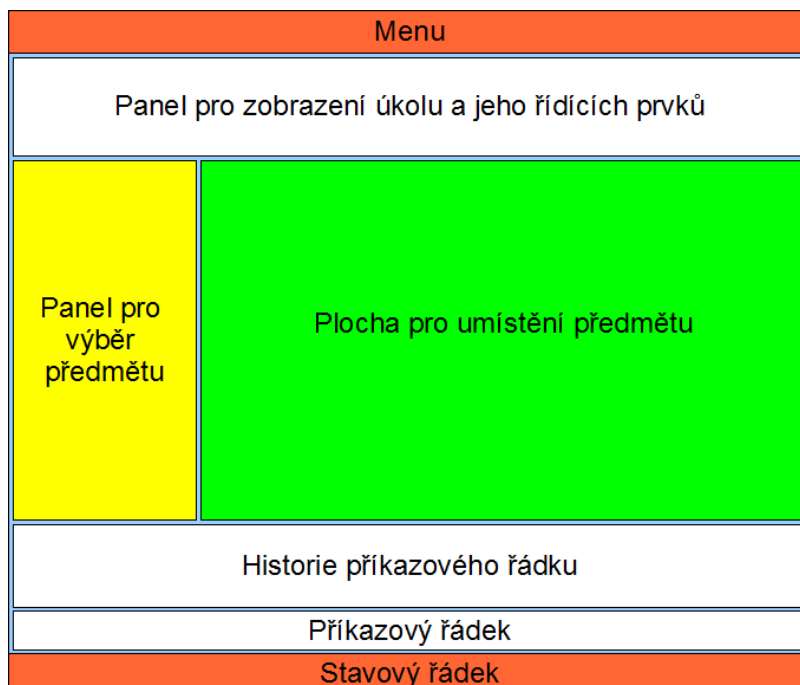 Menu
Panel pro zobrazení úkolu a jeho řídících prvků
Panel pro
výběr
předmětu
Plocha pro umístění předmětu
Historie příkazového řádku
Příkazový řádek
Stavový řádek